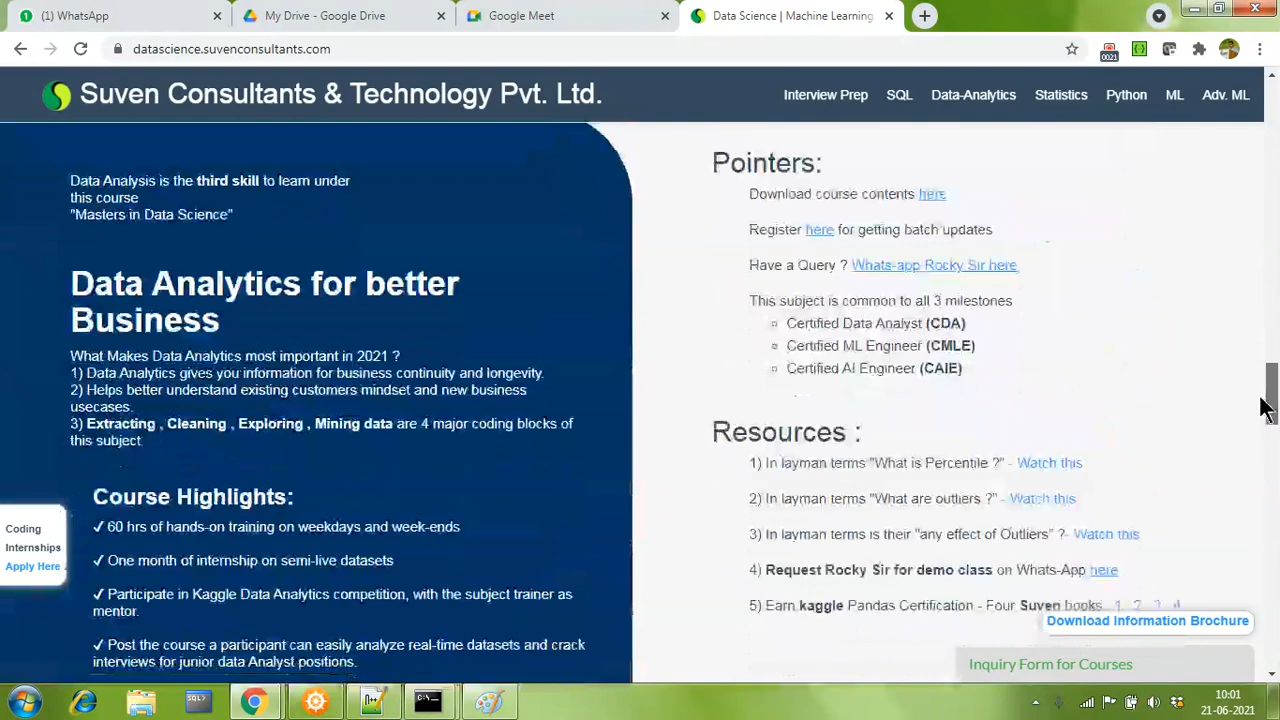 WhatsApp
My Drive - Google Drive
Google Meet
Data Science | Machine Learning
datascience.suvenconsultants.com
0021
Suven Consultants & Technology Pvt. Ltd.
Interview Prep
SQL
Data-Analytics
Statistics
Python
ML
Adv. ML
Data Analysis is the third skill to learn under
this course
"Masters in Data Science"
Data Analytics for better
Business
What Makes Data Analytics most important in 2021 ?
1) Data Analytics gives you information for business continuity and longevity.
2) Helps better understand existing customers mindset and new business
usecases.
3) Extracting , Cleaning , Exploring , Mining data are 4 major coding blocks of
this subject
Course Highlights:
✓ 60 hrs of hands-on training on weekdays and week-ends
✓ One month of internship on semi-live datasets
✓ Participate in Kaggle Data Analytics competition, with the subject trainer as
mentor.
✓ Post the course a participant can easily analyze real-time datasets and crack
interviews for junior data Analyst positions.
Coding
Internships
Apply Here .
Pointers:
Download course contents here
Register here for getting batch updates
Have a Query ? Whats-app Rocky Sir here
This subject is common to all 3 milestones
Certified Data Analyst (CDA)
Certified ML Engineer (CMLE)
Certified AI Engineer (CAIE)
Resources :
1) In layman terms "What is Percentile ?" - Watch this
2) In layman terms "What are outliers ?" - Watch this
3) In layman terms is their "any effect of Outliers" ? - Watch this
4) Request Rocky Sir for demo class on Whats-App here
5) Earn kaggle Pandas Certification - Four Suven books
Download Information Brochure
Inquiry Form for Courses
10:01
21-06-2021